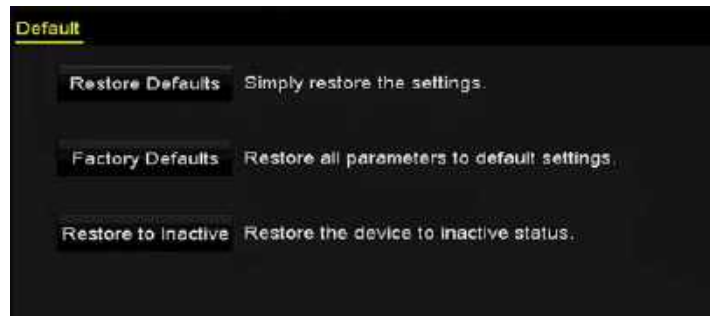 Default
Restore Defaults Simply restore the settings.
Factory Defaults Restore all parameters to default settings.
Restore to Inactive Restore the device to inactive status.